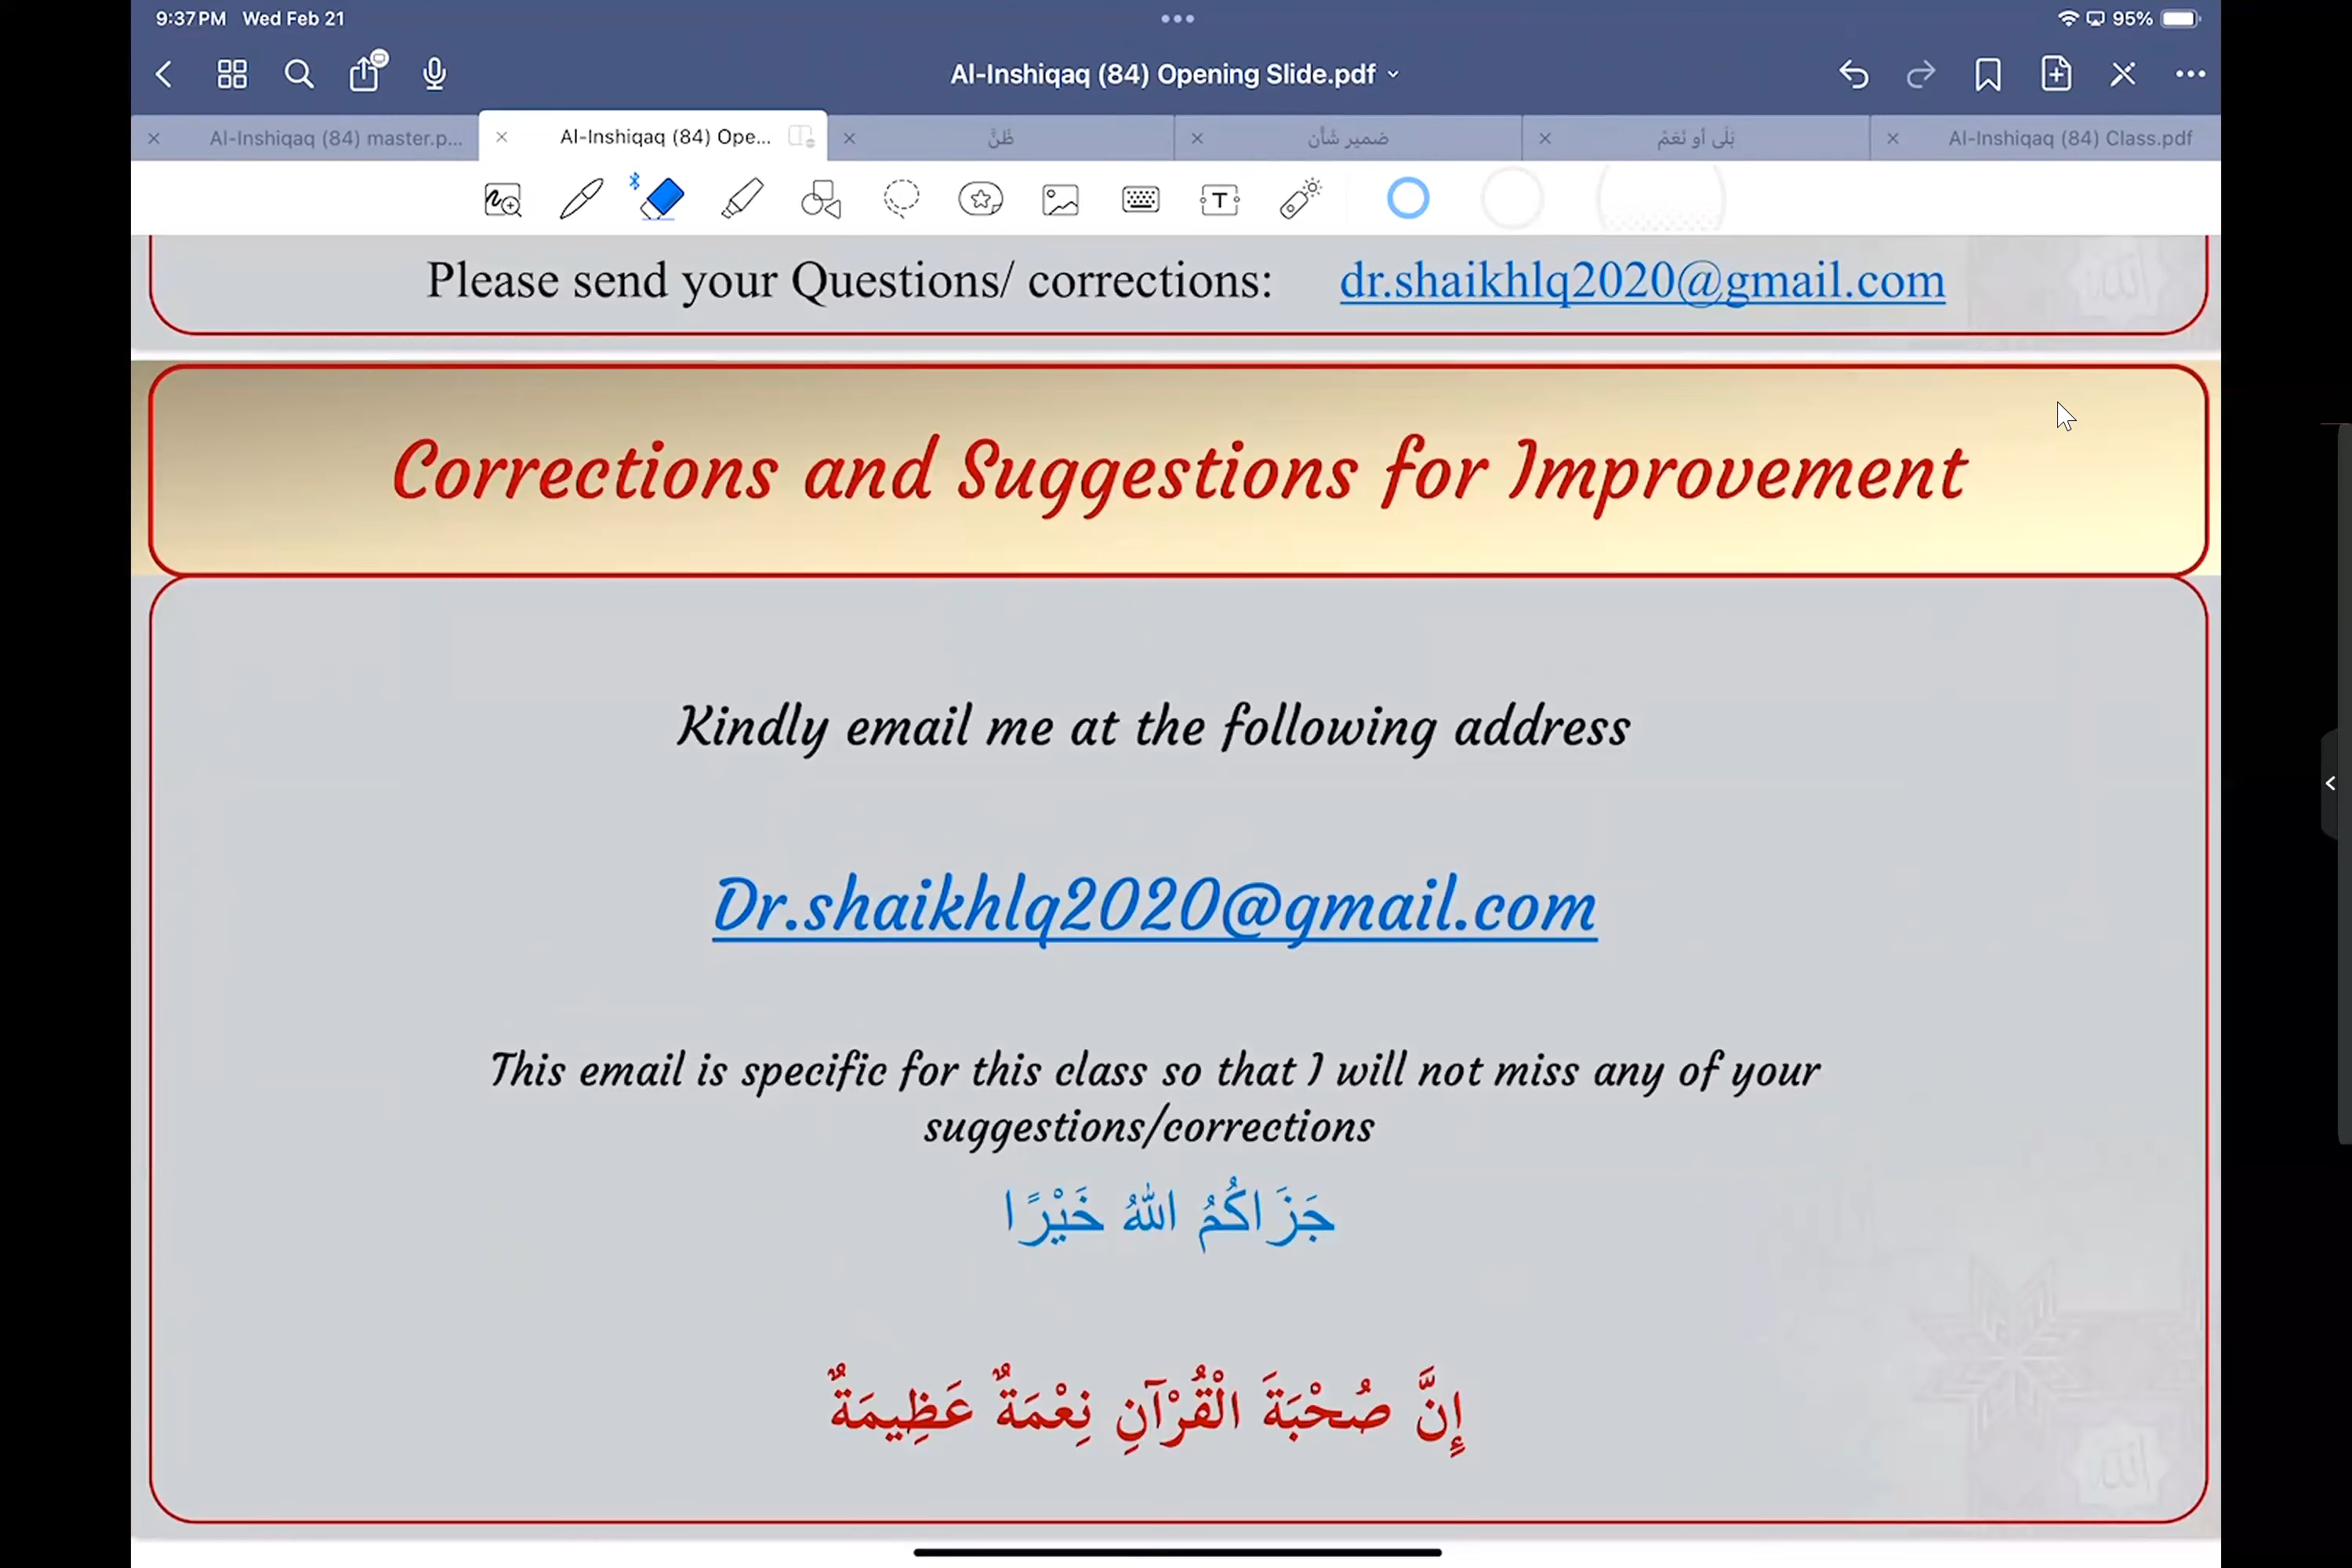 9:37 PM Wed Feb 21
95%
Al-Inshiqaq (84) Opening Slide.pdf
Al-Inshiqaq (84) master.p...
Al-Inshiqaq (84) Ope...
ظَنَّ
ضمير شأن
بَلَى أو نَعَمْ
Al-Inshiqaq (84) Class.pdf
Please send your Questions/ corrections: dr.shaikhlq2020@gmail.com
Corrections and Suggestions for Improvement
Kindly email me at the following address
Dr.shaikhlq2020@gmail.com
This email is specific for this class so that I will not miss any of your
suggestions/corrections
جَزَاكُمُ اللهُ خَيْرًا
إِنَّ صُحْبَةَ الْقُرْآنِ نِعْمَةٌ عَظِيمَةٌ
الله